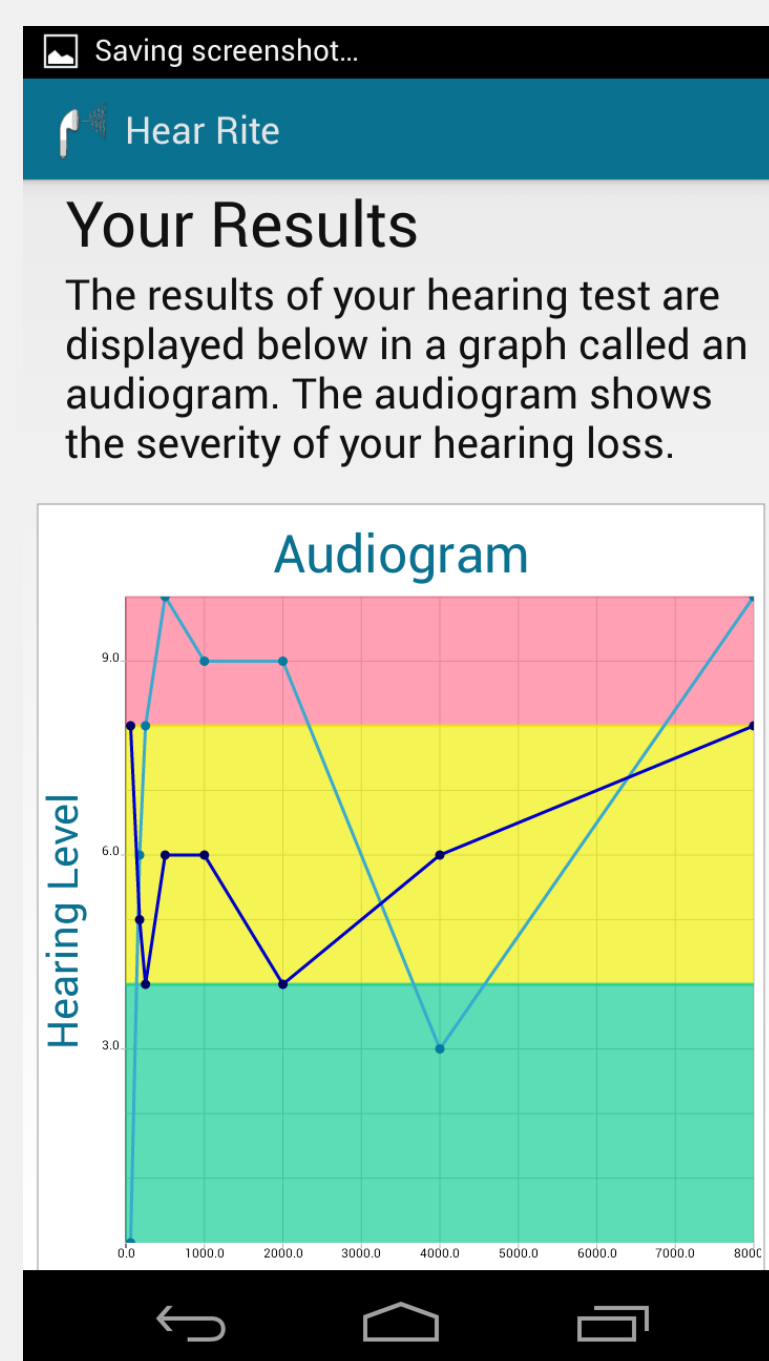 Saving screenshot...
Hear Rite
Your Results
The results of your hearing test are
displayed below in a graph called an
audiogram. The audiogram shows
the severity of your hearing loss.
Audiogram
Hearing Level
9.0
6.0
3.0
0.0 1000.0 2000.0 3000.0 4000.0 5000.0 6000.0 7000.0 8000